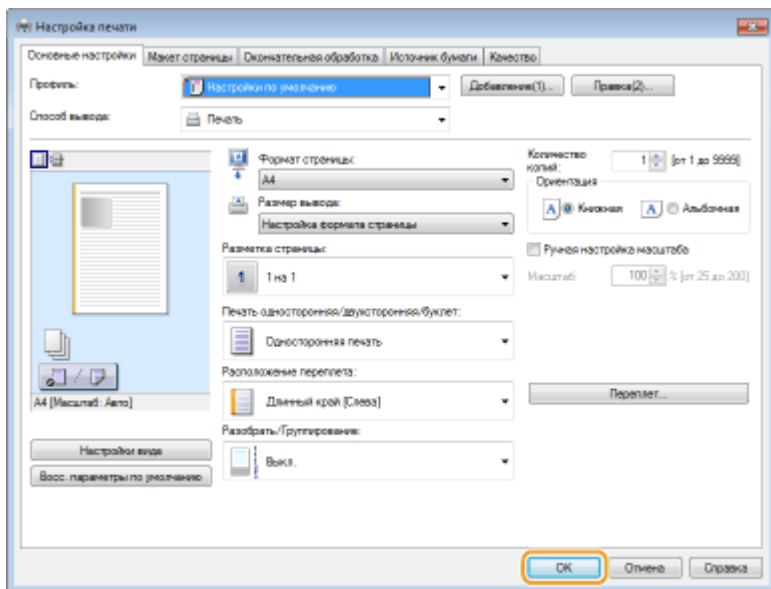 Настройка печати
Основные настройки Макет страницы Окончательная обработка Источник бумаги Качество
Профиль: Настройки по умолчанию Добавление(1)... Правка(2)...
Способ вывода: Печать
Формат страницы:
A4
Размер вывода:
Настройка формата страницы
Разметка страницы:
1 1 на 1
Печать односторонняя/двухсторонняя/буклет:
Односторонняя печать
Расположение переплета:
Длинный край [Слева]
Разобрать/Группирование:
Выкл.
Количество копий: 1 [от 1 до 9999]
Ориентация
A Книжная A Альбомная
Ручная настройка масштаба
Масштаб: 100 % [от 25 до 200]
Переплет...
A4 [Масштаб: Авто]
Настройки вида
Восс. параметры по умолчанию
OK Отмена Справка